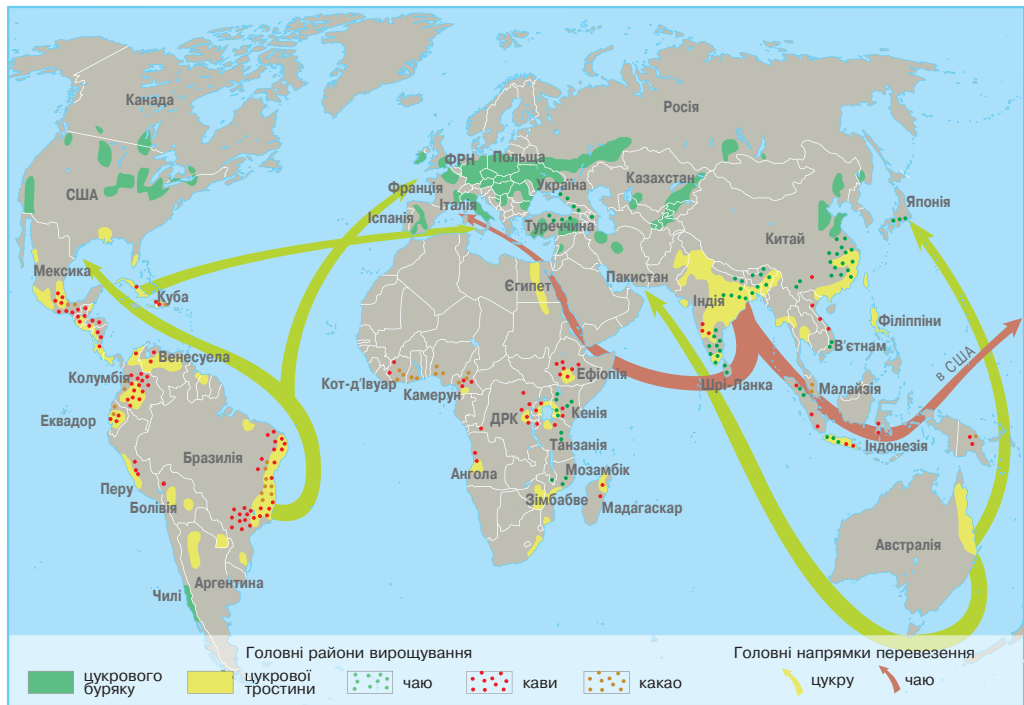 Канада
Росія
ФРН
Польща
США
Франція
Україна
Казахстан
Італія
Іспанія
Туреччина
Японія
Китай
Мексика
Пакистан
Єгипет
Куба
Індія
Філіппіни
В'єтнам
Венесуела
Колумбія
Кот-д'Івуар
Камерун
Ефіопія
Шрі-Ланка
Малайзія
в США
Еквадор
ДРК
Кенія
Танзанія
Індонезія
Бразилія
Перу
Болівія
Ангола
Мозамбік
Зімбабве
Мадагаскар
Австралія
Аргентина
Чилі
Головні райони вирощування
цукрового
буряку
цукрової
тростини
чаю
кави
какао
Головні напрямки перевезення
цукру
чаю